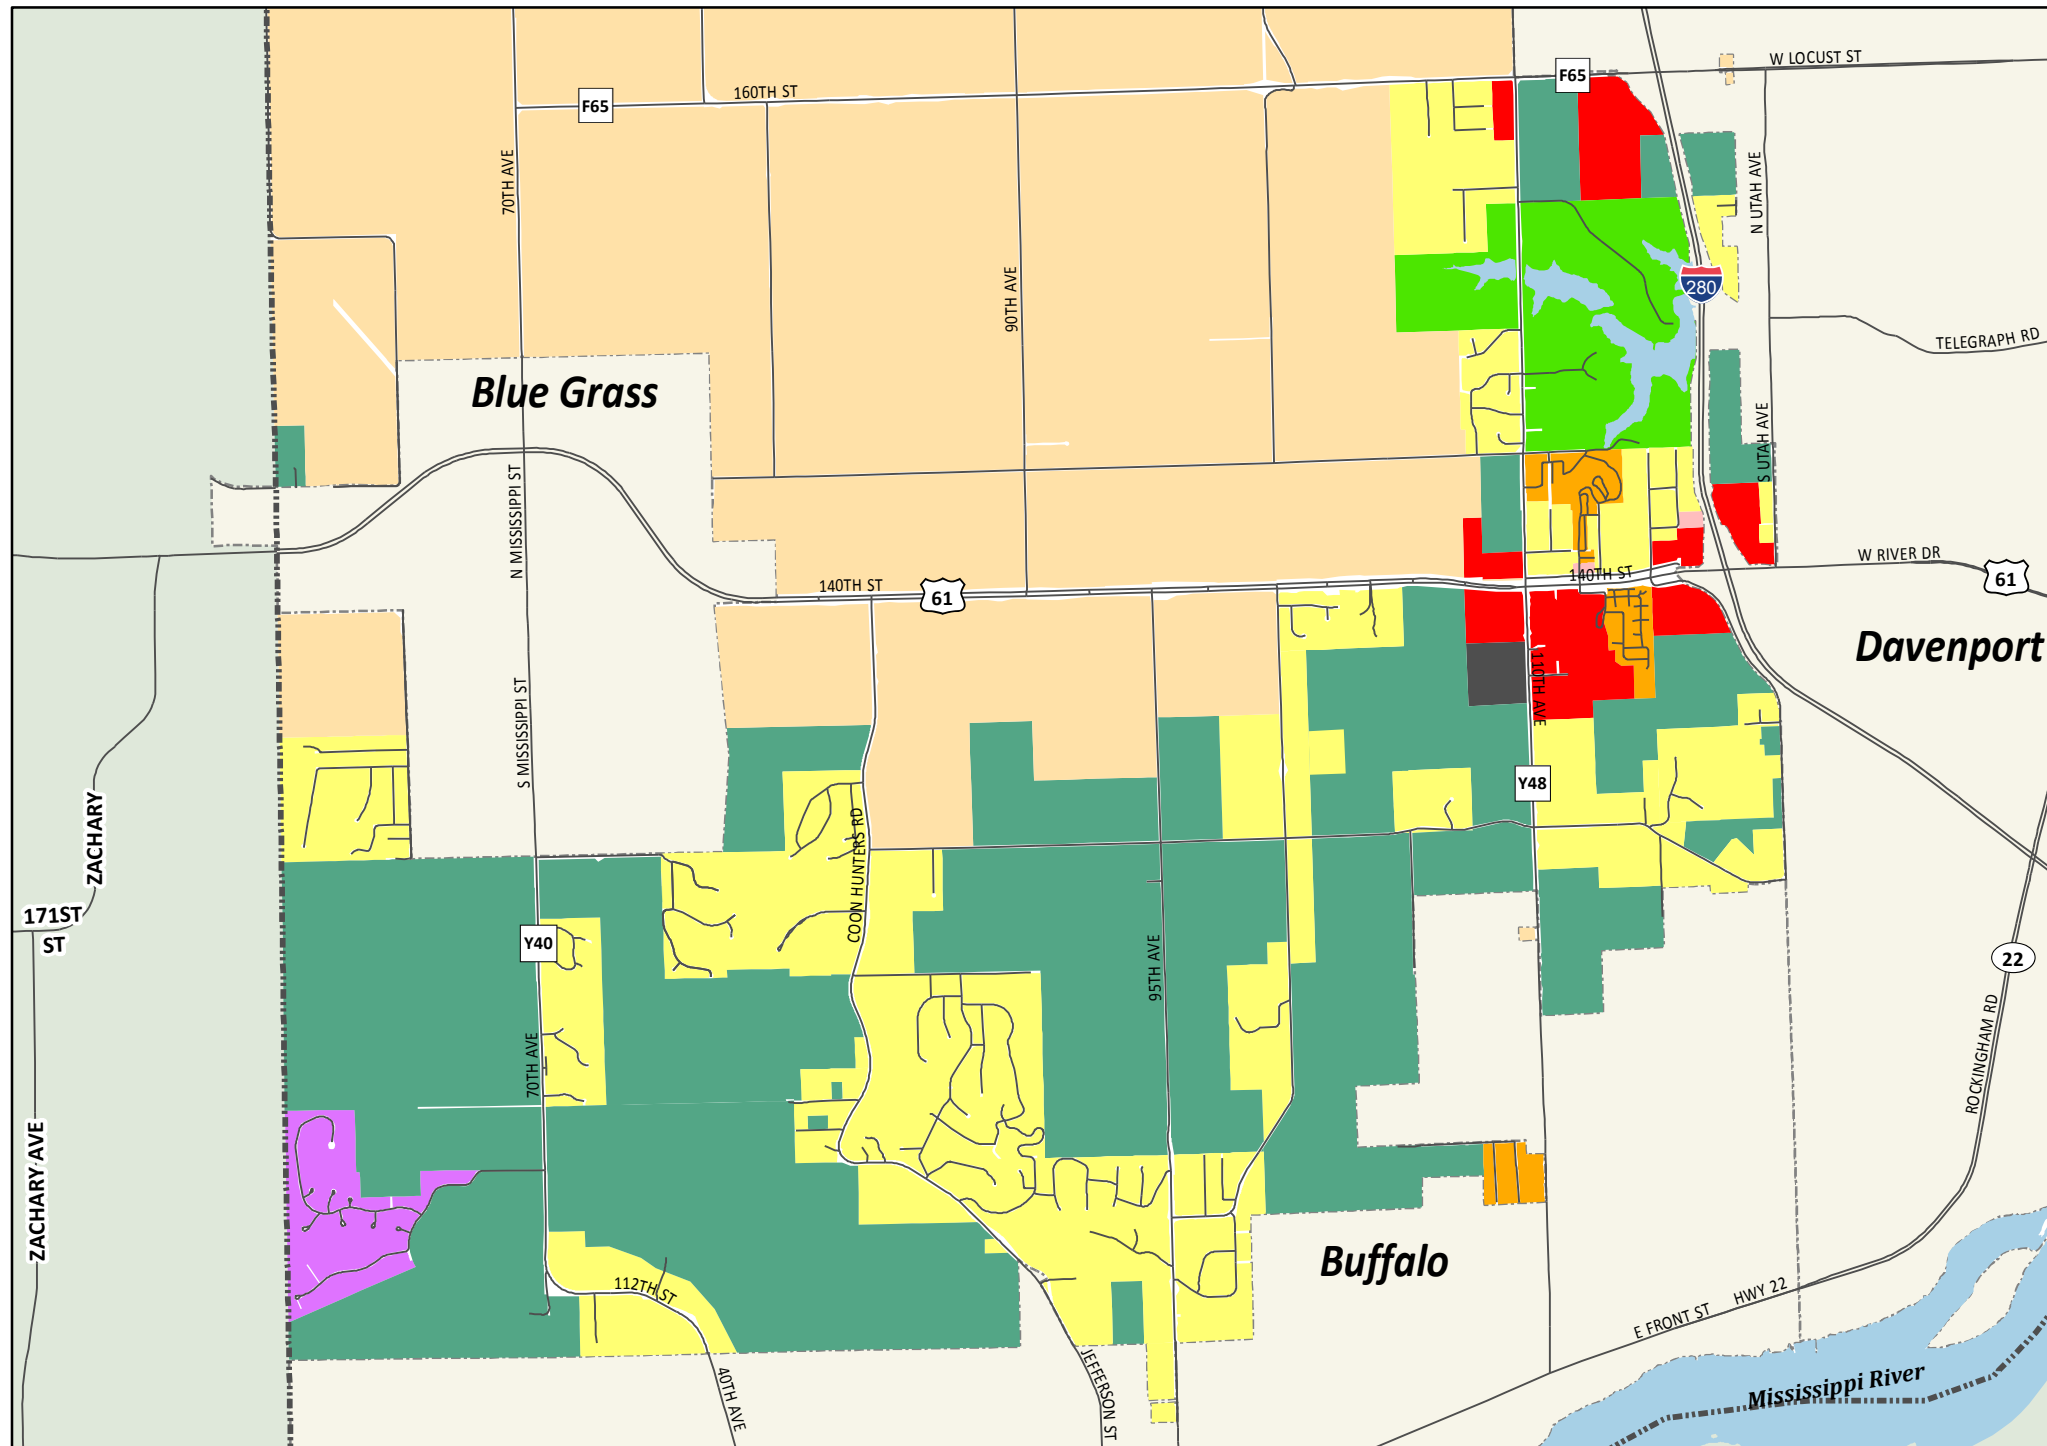 W LOCUST ST
F65
F65
160TH ST
70TH AVE
N UTAH AVE
90TH AVE
280
TELEGRAPH RD
Blue Grass
S UTAH AVE
N MISSISSIPPI ST
W RIVER DR
140TH ST
61
140TH ST
61
Davenport
110TH AVE
S MISSISSIPPI ST
Y48
ZACHARY
COON HUNTERS RD
171ST
ST
Y40
95TH AVE
22
ROCKINGHAM RD
70TH AVE
ZACHARY AVE
Buffalo
112TH ST
HWY 22
E FRONT ST
40TH AVE
JEFFERSON ST
Mississippi River